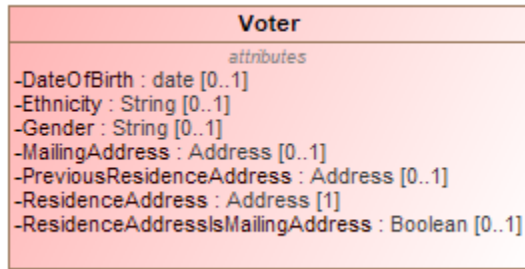 Voter
attributes
-DateOfBirth : date [0..1]
-Ethnicity : String [0..1]
-Gender : String [0..1]
-MailingAddress : Address [0..1]
-PreviousResidenceAddress : Address [0..1]
-ResidenceAddress : Address [1]
-ResidenceAddressIsMailingAddress : Boolean [0..1]